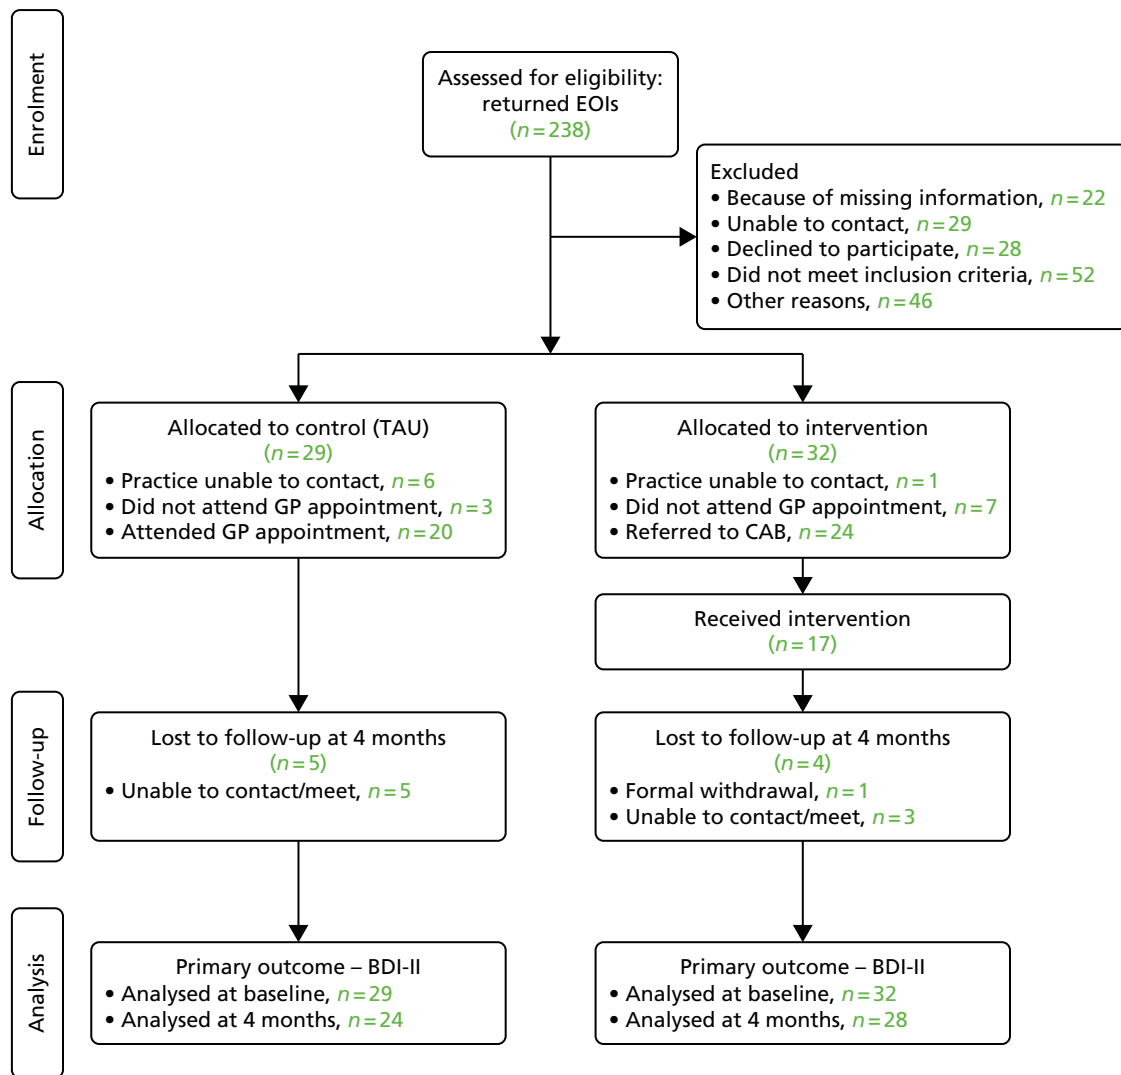 Enrolment
Assessed for eligibility:
returned EOIs
(n=238)
Excluded
• Because of missing information, n=22
• Unable to contact, n=29
• Declined to participate, n=28
• Did not meet inclusion criteria, n=52
• Other reasons, n=46
Allocation
Allocated to control (TAU)
(n=29)
• Practice unable to contact, n=6
• Did not attend GP appointment, n=3
• Attended GP appointment, n=20
Allocated to intervention
(n=32)
• Practice unable to contact, n=1
• Did not attend GP appointment, n=7
• Referred to CAB, n=24
Received intervention
(n=17)
Follow-up
Lost to follow-up at 4 months
(n=5)
• Unable to contact/meet, n=5
Lost to follow-up at 4 months
(n=4)
• Formal withdrawal, n=1
• Unable to contact/meet, n=3
Analysis
Primary outcome – BDI-II
• Analysed at baseline, n=29
• Analysed at 4 months, n=24
Primary outcome – BDI-II
• Analysed at baseline, n=32
• Analysed at 4 months, n=28